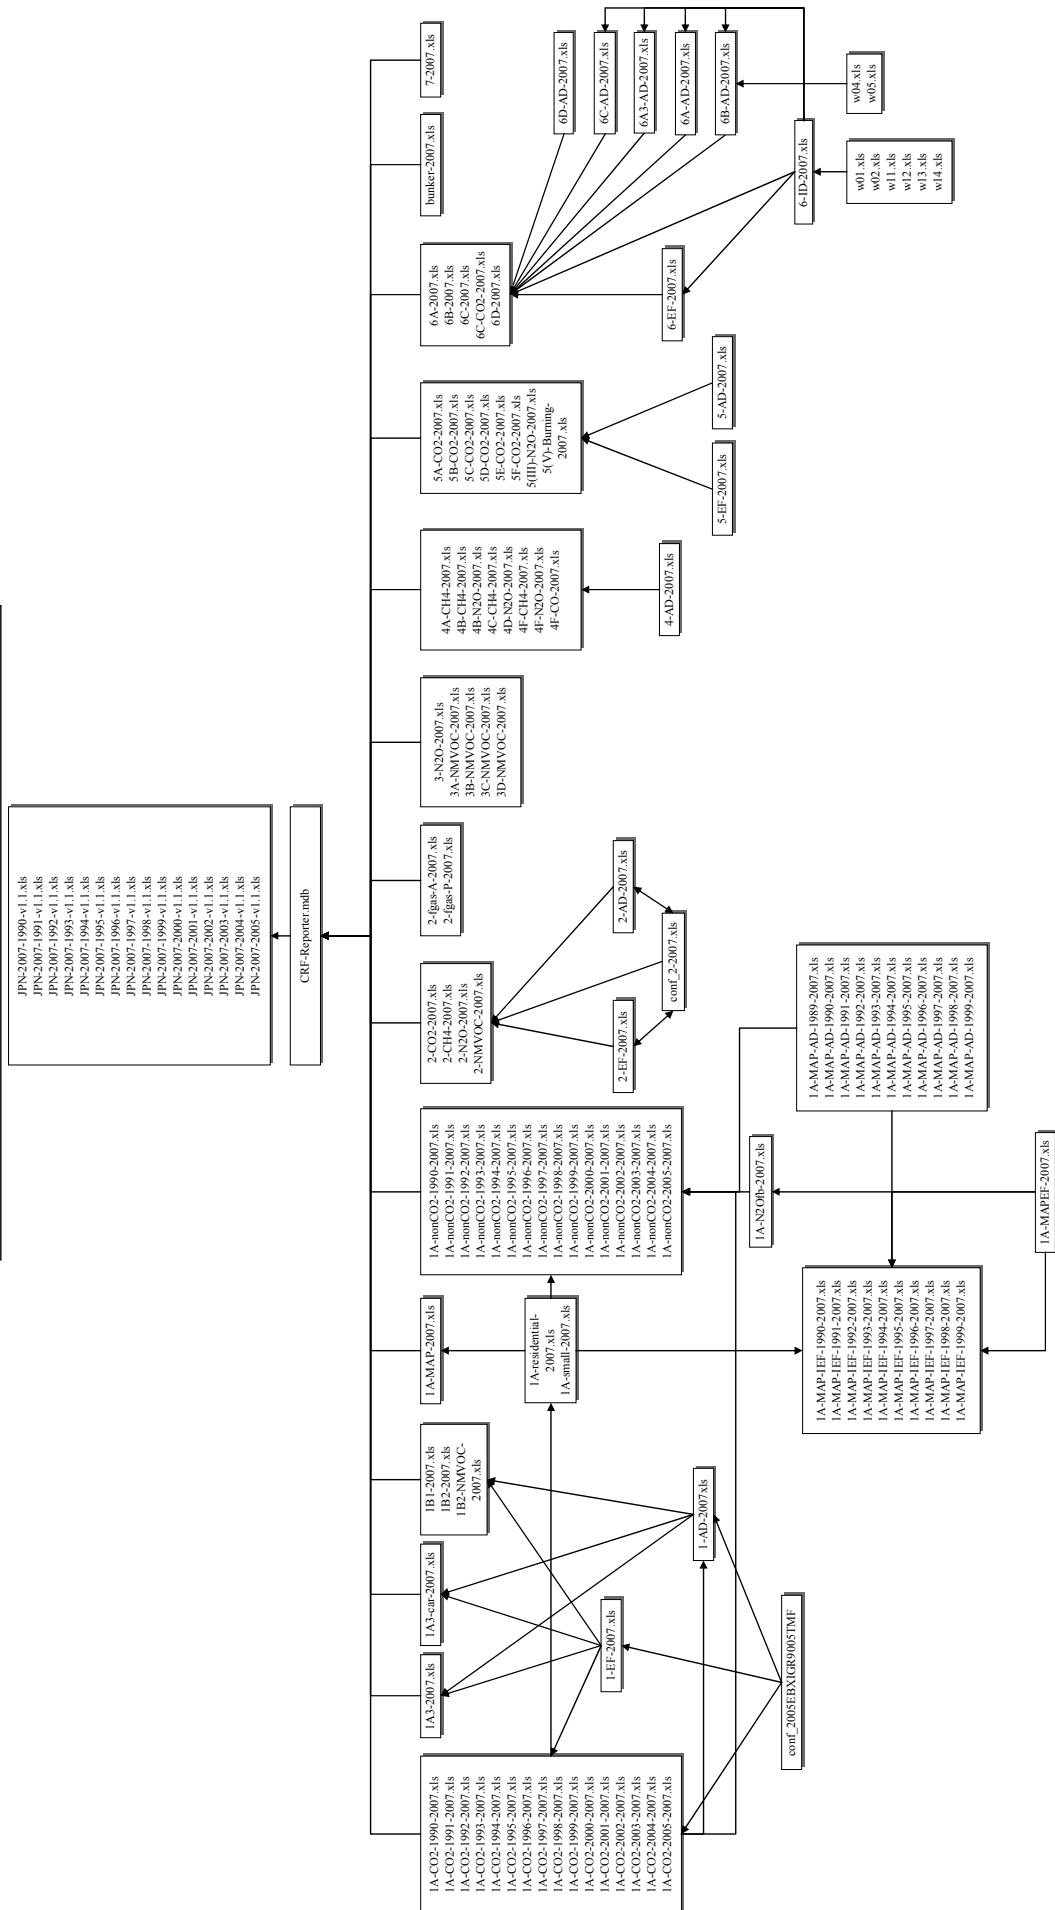 JPN-2007-1990-v1.1.xls
JPN-2007-1991-v1.1.xls
JPN-2007-1992-v1.1.xls
JPN-2007-1993-v1.1.xls
JPN-2007-1994-v1.1.xls
JPN-2007-1995-v1.1.xls
JPN-2007-1996-v1.1.xls
JPN-2007-1997-v1.1.xls
JPN-2007-1998-v1.1.xls
JPN-2007-1999-v1.1.xls
JPN-2007-2000-v1.1.xls
JPN-2007-2001-v1.1.xls
JPN-2007-2002-v1.1.xls
JPN-2007-2003-v1.1.xls
JPN-2007-2004-v1.1.xls
JPN-2007-2005-v1.1.xls
CRF-Reporter.mdb
1A-CO2-1990-2007.xls
1A-CO2-1991-2007.xls
1A-CO2-1992-2007.xls
1A-CO2-1993-2007.xls
1A-CO2-1994-2007.xls
1A-CO2-1995-2007.xls
1A-CO2-1996-2007.xls
1A-CO2-1997-2007.xls
1A-CO2-1998-2007.xls
1A-CO2-1999-2007.xls
1A-CO2-2000-2007.xls
1A-CO2-2001-2007.xls
1A-CO2-2002-2007.xls
1A-CO2-2003-2007.xls
1A-CO2-2004-2007.xls
1A-CO2-2005-2007.xls
1A3-2007.xls
1A3-car-2007.xls
1B1-2007.xls
1B2-2007.xls
1B2-NMVOC-
2007.xls
1A-MAP-2007.xls
1A-nonCO2-1990-2007.xls
1A-nonCO2-1991-2007.xls
1A-nonCO2-1992-2007.xls
1A-nonCO2-1993-2007.xls
1A-nonCO2-1994-2007.xls
1A-nonCO2-1995-2007.xls
1A-nonCO2-1996-2007.xls
1A-nonCO2-1997-2007.xls
1A-nonCO2-1998-2007.xls
1A-nonCO2-1999-2007.xls
1A-nonCO2-2000-2007.xls
1A-nonCO2-2001-2007.xls
1A-nonCO2-2002-2007.xls
1A-nonCO2-2003-2007.xls
1A-nonCO2-2004-2007.xls
1A-nonCO2-2005-2007.xls
2-CO2-2007.xls
2-CH4-2007.xls
2-N2O-2007.xls
2-NMVOC-2007.xls
2-fgas-A-2007.xls
2-fgas-P-2007.xls
3-N2O-2007.xls
3A-NMVOC-2007.xls
3B-NMVOC-2007.xls
3C-NMVOC-2007.xls
3D-NMVOC-2007.xls
4A-CH4-2007.xls
4B-CH4-2007.xls
4B-N2O-2007.xls
4C-CH4-2007.xls
4D-N2O-2007.xls
4F-CH4-2007.xls
4F-N2O-2007.xls
4F-CO-2007.xls
5A-CO2-2007.xls
5B-CO2-2007.xls
5C-CO2-2007.xls
5D-CO2-2007.xls
5E-CO2-2007.xls
5F-CO2-2007.xls
5(III)-N2O-2007.xls
5(V)-Burning-
2007.xls
6A-2007.xls
6B-2007.xls
6C-2007.xls
6C-CO2-2007.xls
6D-2007.xls
bunker-2007.xls
7-2007.xls
1A-residential-
2007.xls
1A-small-2007.xls
1-EF-2007.xls
1-AD-2007xls
conf_2005EBXIGR9005TMF
2-EF-2007.xls
2-AD-2007.xls
conf_2-2007.xls
4-AD-2007.xls
5-EF-2007.xls
5-AD-2007.xls
6-EF-2007.xls
6D-AD-2007.xls
6C-AD-2007.xls
6A3-AD-2007.xls
6A-AD-2007.xls
6B-AD-2007.xls
6-ID-2007.xls
w04.xls
w05.xls
w01.xls
w02.xls
w11.xls
w12.xls
w13.xls
w14.xls
1A-N2Ofb-2007.xls
1A-MAP-AD-1989-2007.xls
1A-MAP-AD-1990-2007.xls
1A-MAP-AD-1991-2007.xls
1A-MAP-AD-1992-2007.xls
1A-MAP-AD-1993-2007.xls
1A-MAP-AD-1994-2007.xls
1A-MAP-AD-1995-2007.xls
1A-MAP-AD-1996-2007.xls
1A-MAP-AD-1997-2007.xls
1A-MAP-AD-1998-2007.xls
1A-MAP-AD-1999-2007.xls
1A-MAP-IEF-1990-2007.xls
1A-MAP-IEF-1991-2007.xls
1A-MAP-IEF-1992-2007.xls
1A-MAP-IEF-1993-2007.xls
1A-MAP-IEF-1994-2007.xls
1A-MAP-IEF-1995-2007.xls
1A-MAP-IEF-1996-2007.xls
1A-MAP-IEF-1997-2007.xls
1A-MAP-IEF-1998-2007.xls
1A-MAP-IEF-1999-2007.xls
1A-MAPEF-2007.xls